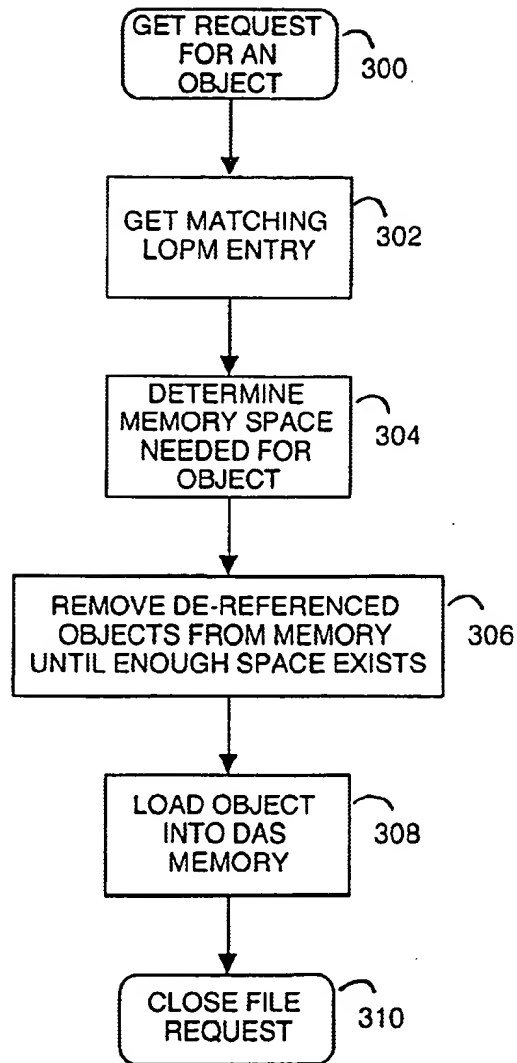 GET REQUEST
FOR AN
OBJECT
300
GET MATCHING
LOPM ENTRY
302
DETERMINE
MEMORY SPACE
NEEDED FOR
OBJECT
304
REMOVE DE-REFERENCED
OBJECTS FROM MEMORY
UNTIL ENOUGH SPACE EXISTS
306
LOAD OBJECT
INTO DAS
MEMORY
308
CLOSE FILE
REQUEST
310